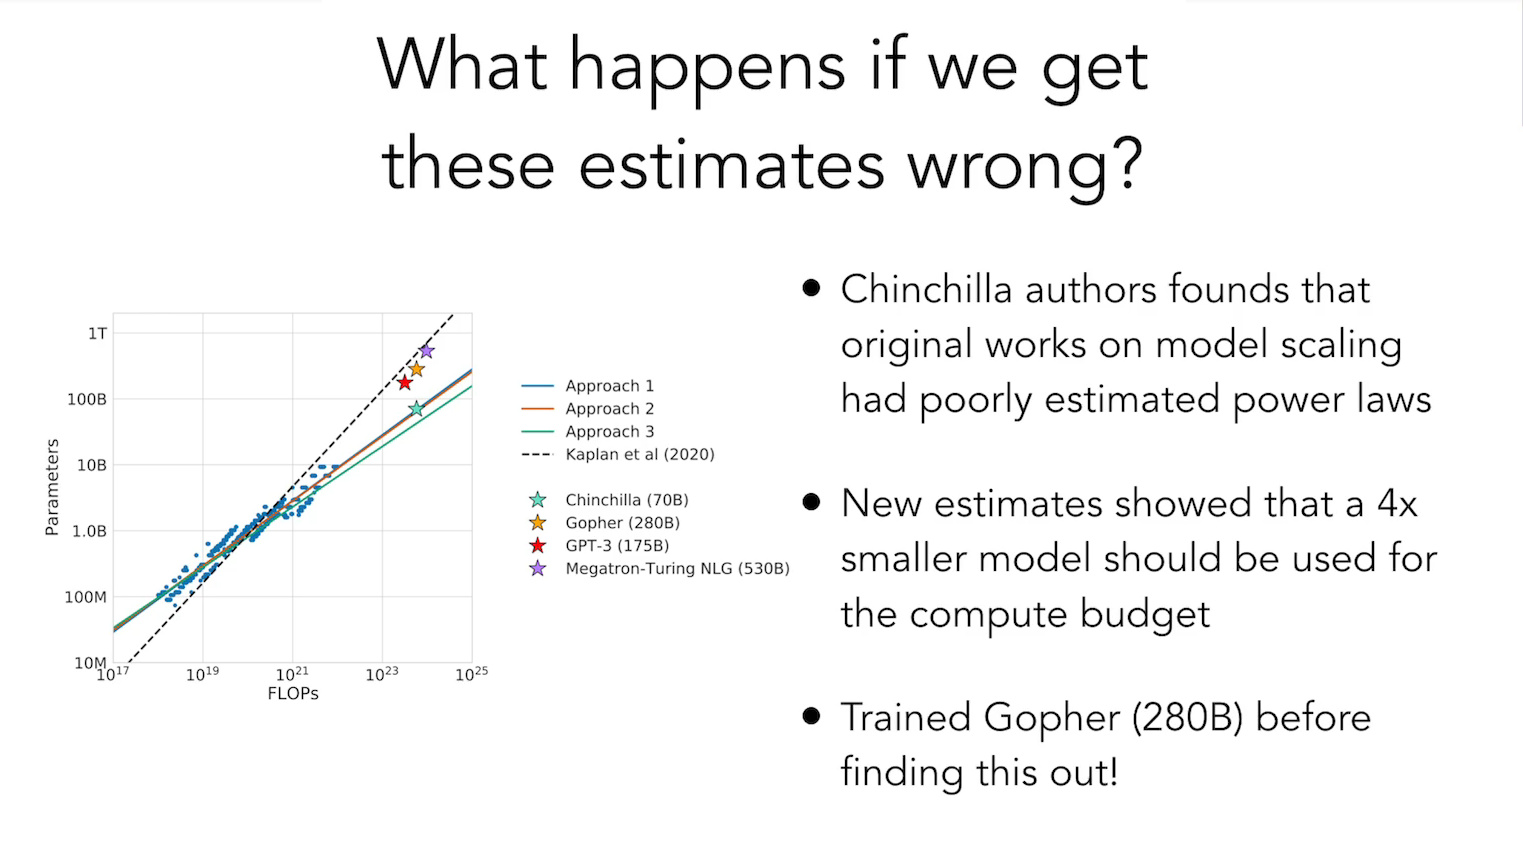 What happens if we get
these estimates wrong?
1T
100B
10B
1.0B
100M
10M
10^17
10^19
10^21
10^23
10^25
Parameters
FLOPs
Approach 1
Approach 2
Approach 3
Kaplan et al (2020)
Chinchilla (70B)
Gopher (280B)
GPT-3 (175B)
Megatron-Turing NLG (530B)
• Chinchilla authors founds that
original works on model scaling
had poorly estimated power laws
• New estimates showed that a 4x
smaller model should be used for
the compute budget
• Trained Gopher (280B) before
finding this out!